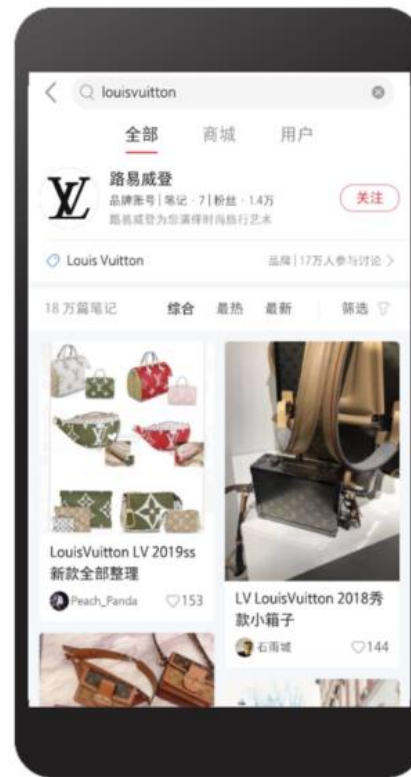 louisvuitton
全部 商城 用户
路易威登
品牌账号 | 笔记 · 7 | 粉丝 · 1.4万
关注
路易威登为您演绎时尚旅行艺术
Louis Vuitton
品牌 | 17万人参与讨论 >
18 万篇笔记 综合 最热 最新 筛选
LouisVuitton LV 2019ss
新款全部整理
Peach_Panda 153
LV LouisVuitton 2018秀
款小箱子
石雨城 144